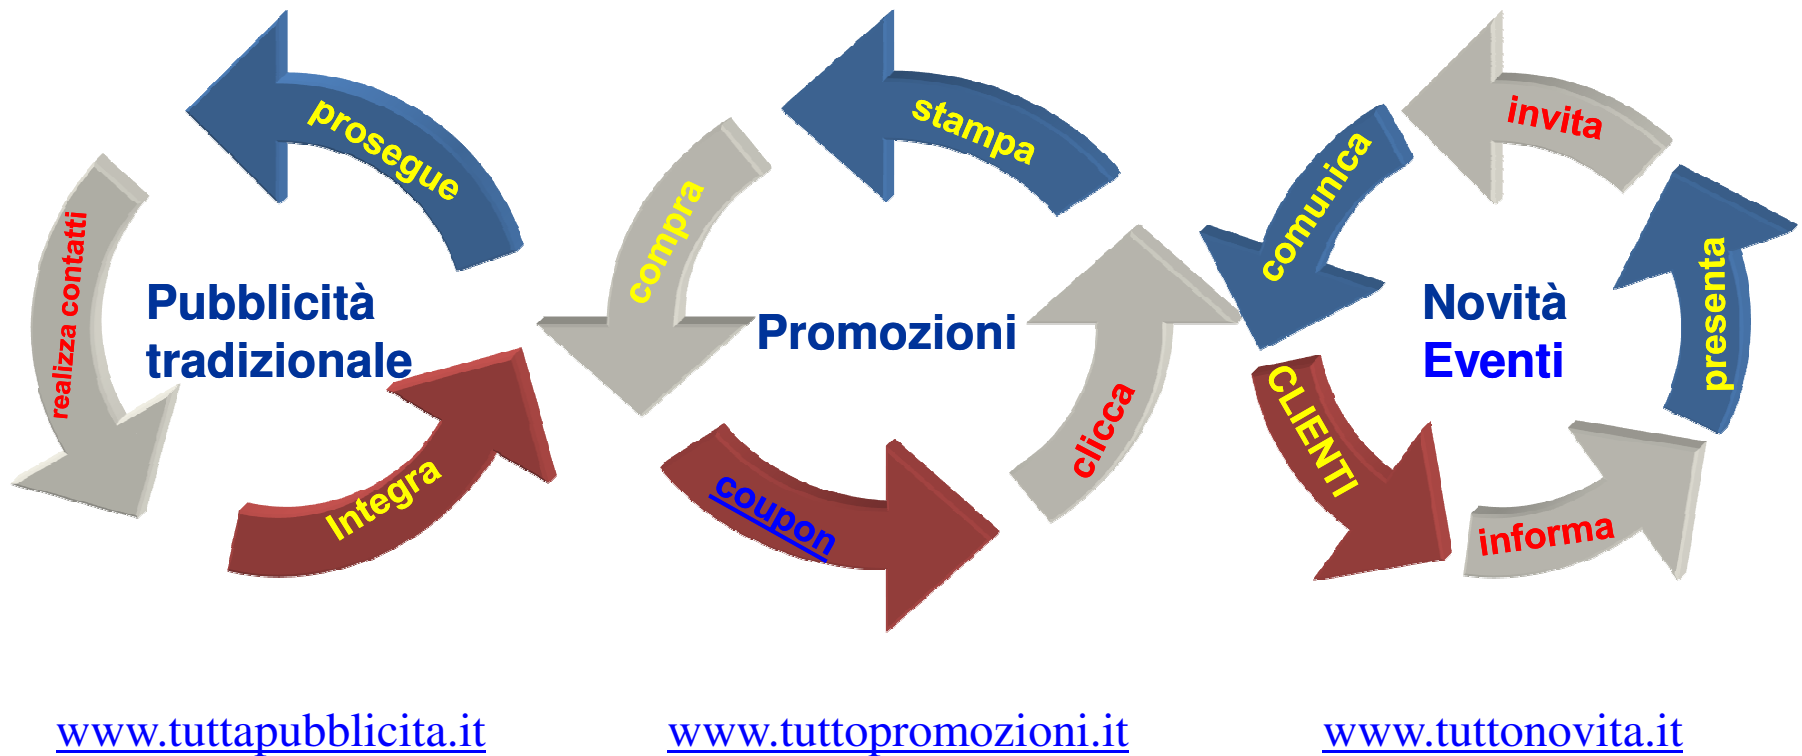 prosegue
realizza contatti
Pubblicità
tradizionale
Integra
stampa
compra
Promozioni
coupon
clicca
invita
comunica
presenta
Novità
Eventi
CLIENTI
informa
www.tuttapubblicita.it
www.tuttopromozioni.it
www.tuttonovita.it